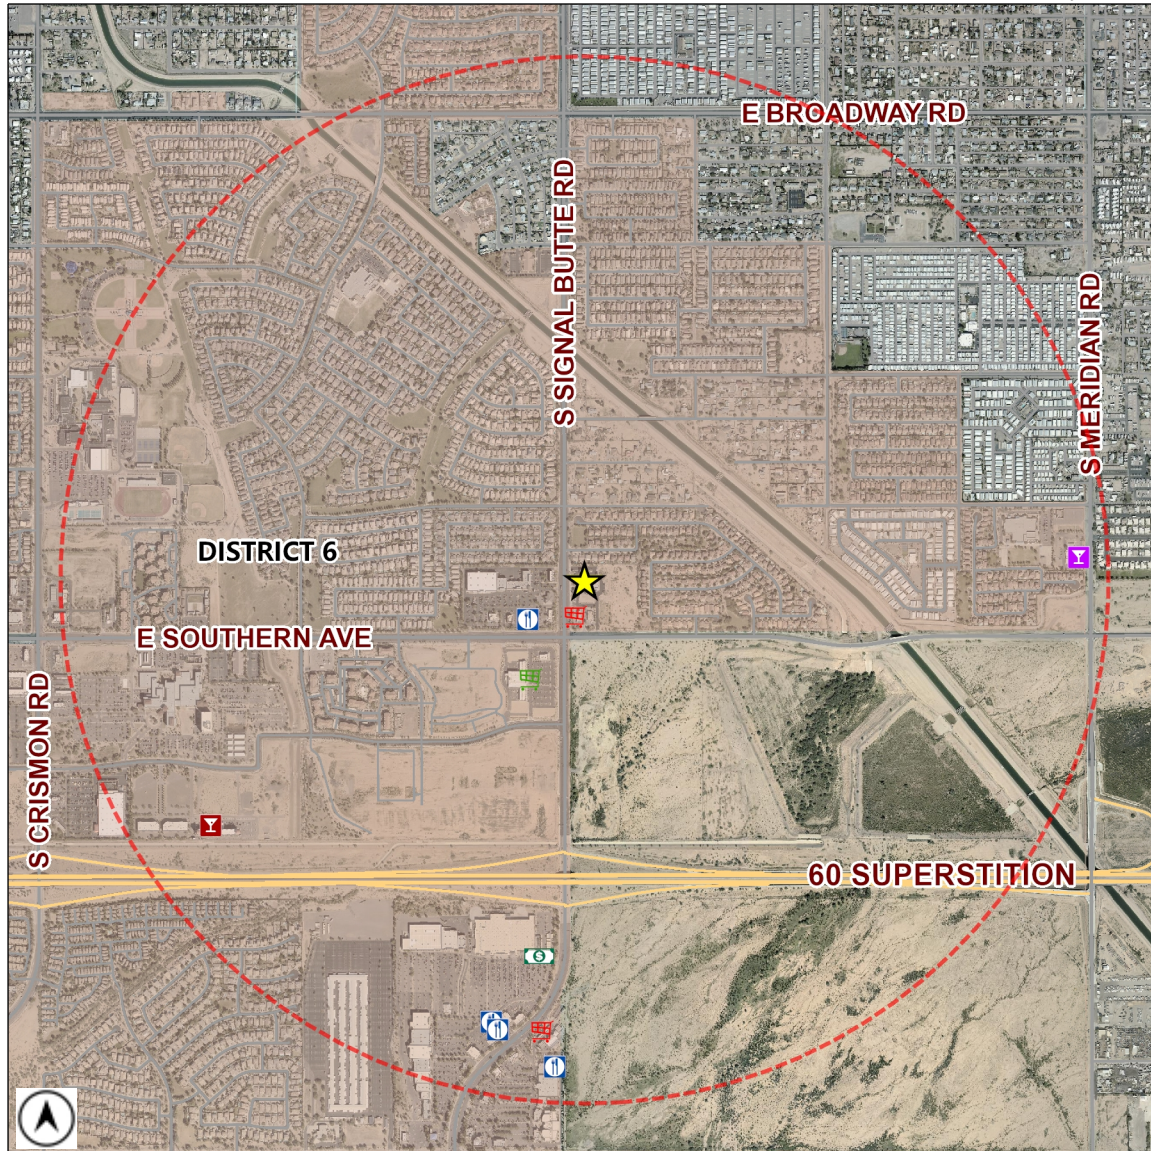 E BROADWAY RD
S SIGNAL BUTTE RD
S MERIDIAN RD
DISTRICT 6
E SOUTHERN AVE
S CRISMON RD
60 SUPERSTITION
$